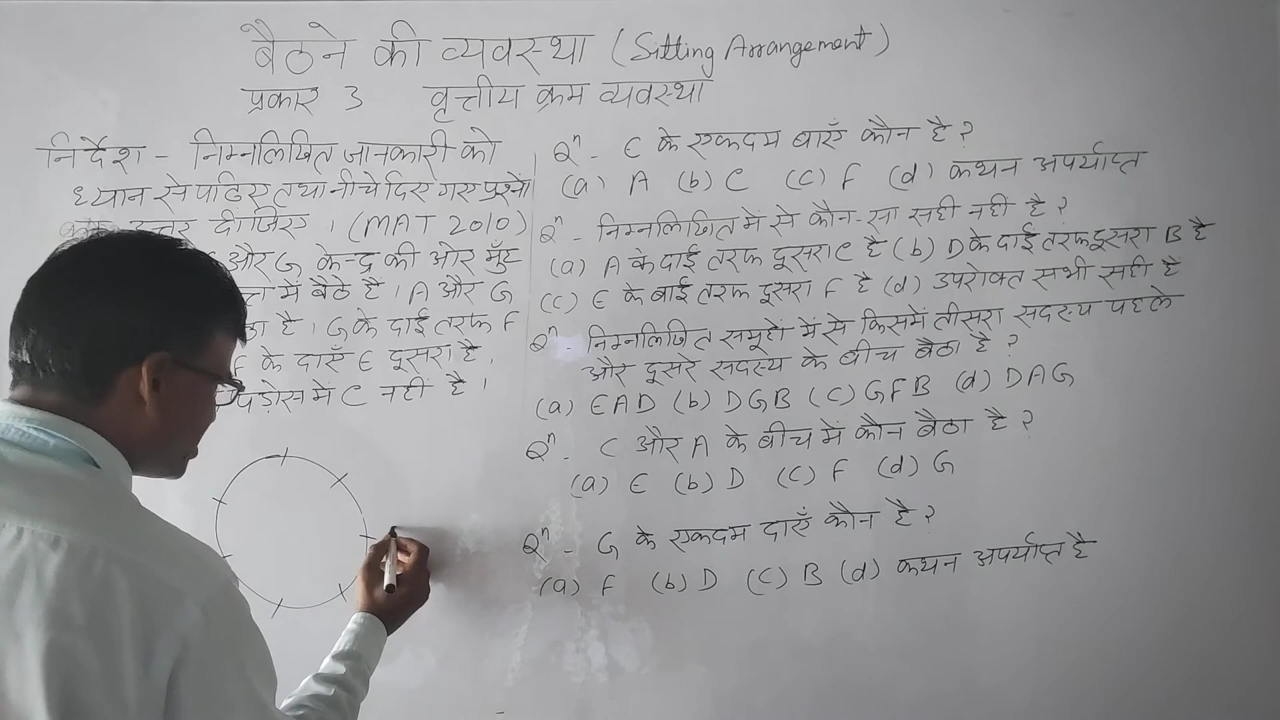 बैठने की व्यवस्था (Sitting Arrangement)
प्रकार 3 वृत्तीय क्रम व्यवस्था
निर्देश - निम्नलिखित जानकारी को
ध्यान से पढिए तथा नीचे दिए गए प्रश्नों
उत्तर दीजिए । (MAT 2010)
और G केन्द्र की ओर मुँह
में बैठे है । A और G
है । G के दाईं तरफ F
F के दाएँ E दूसरा है ,
पड़ोस में C नही है ।
Qⁿ - E के एकदम बाएँ कौन है ?
(a) A (b) C (c) F (d) कथन अपर्याप्त
Qⁿ - निम्नलिखित में से कौन-सा सही नही है ?
(a) A के दाईं तरफ दूसरा C है (b) D के दाईं तरफ दूसरा B है
(c) E के बाईं तरफ दूसरा F है (d) उपरोक्त सभी सही है
Qⁿ - निम्नलिखित समूहों में से किसमें तीसरा सदस्य पहले
और दूसरे सदस्य के बीच बैठा है ?
(a) EAD (b) DGB (c) GFB (d) DAG
Qⁿ - C और A के बीच में कौन बैठा है ?
(a) E (b) D (c) F (d) G
Qⁿ - G के एकदम दाएँ कौन है ?
(a) F (b) D (c) B (d) कथन अपर्याप्त है